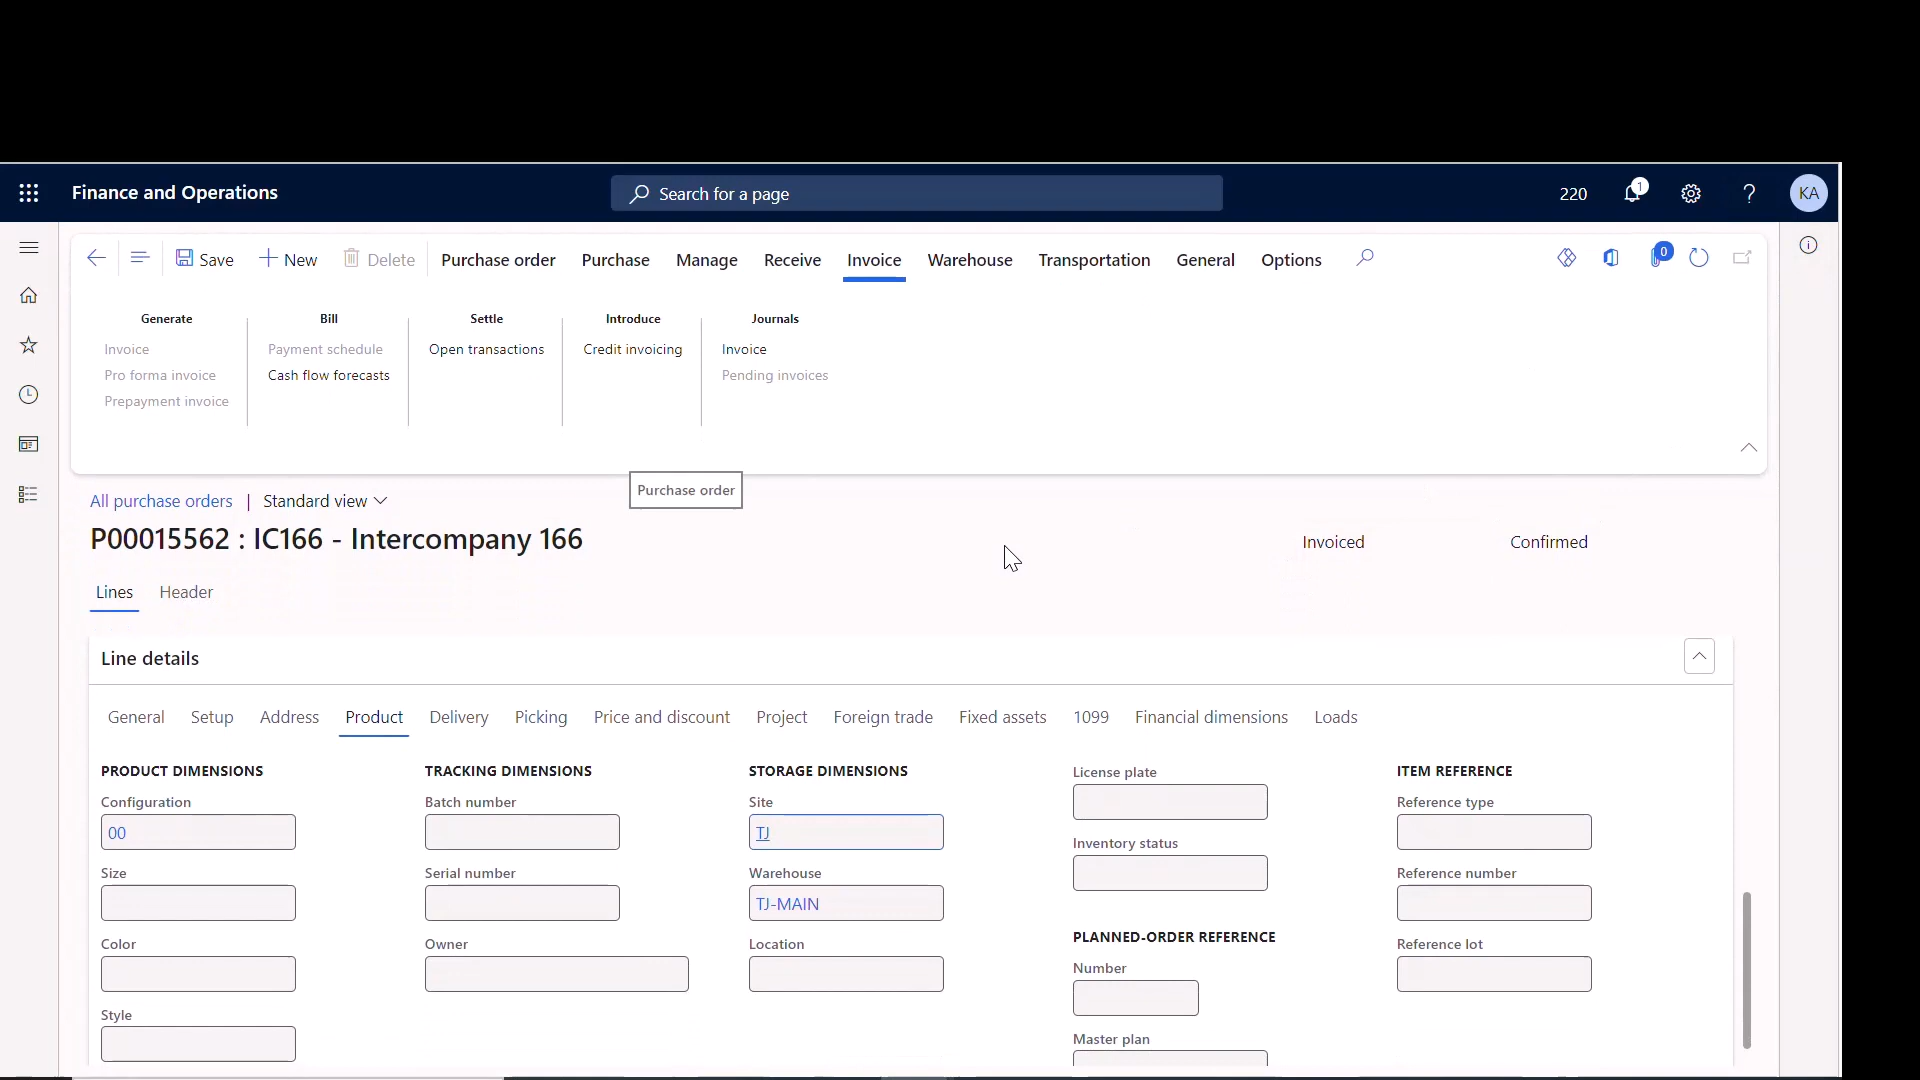 Finance and Operations
Search for a page
220
1
KA
Save
New
Delete
Purchase order
Purchase
Manage
Receive
Invoice
Warehouse
Transportation
General
Options
0
Generate
Invoice
Pro forma invoice
Prepayment invoice
Bill
Payment schedule
Cash flow forecasts
Settle
Open transactions
Introduce
Credit invoicing
Journals
Invoice
Pending invoices
Purchase order
All purchase orders | Standard view
P00015562 : IC166 - Intercompany 166
Invoiced
Confirmed
Lines
Header
Line details
General
Setup
Address
Product
Delivery
Picking
Price and discount
Project
Foreign trade
Fixed assets
1099
Financial dimensions
Loads
PRODUCT DIMENSIONS
Configuration
00
Size
Color
Style
TRACKING DIMENSIONS
Batch number
Serial number
Owner
STORAGE DIMENSIONS
Site
TJ
Warehouse
TJ-MAIN
Location
License plate
Inventory status
PLANNED-ORDER REFERENCE
Number
Master plan
ITEM REFERENCE
Reference type
Reference number
Reference lot